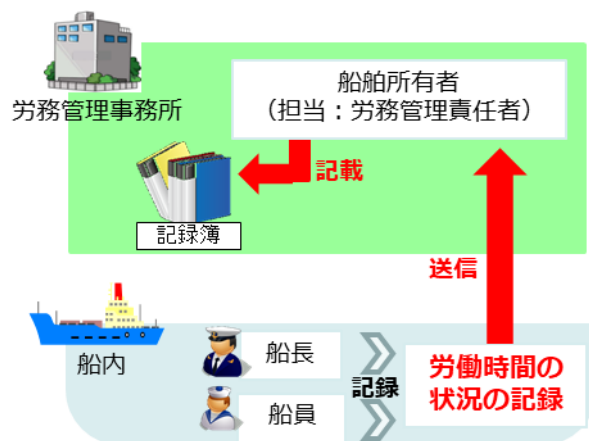 船舶所有者
（担当：労務管理責任者）
労務管理事務所
記載
記録簿
送信
船内
船長
船員
記録
労働時間の
状況の記録